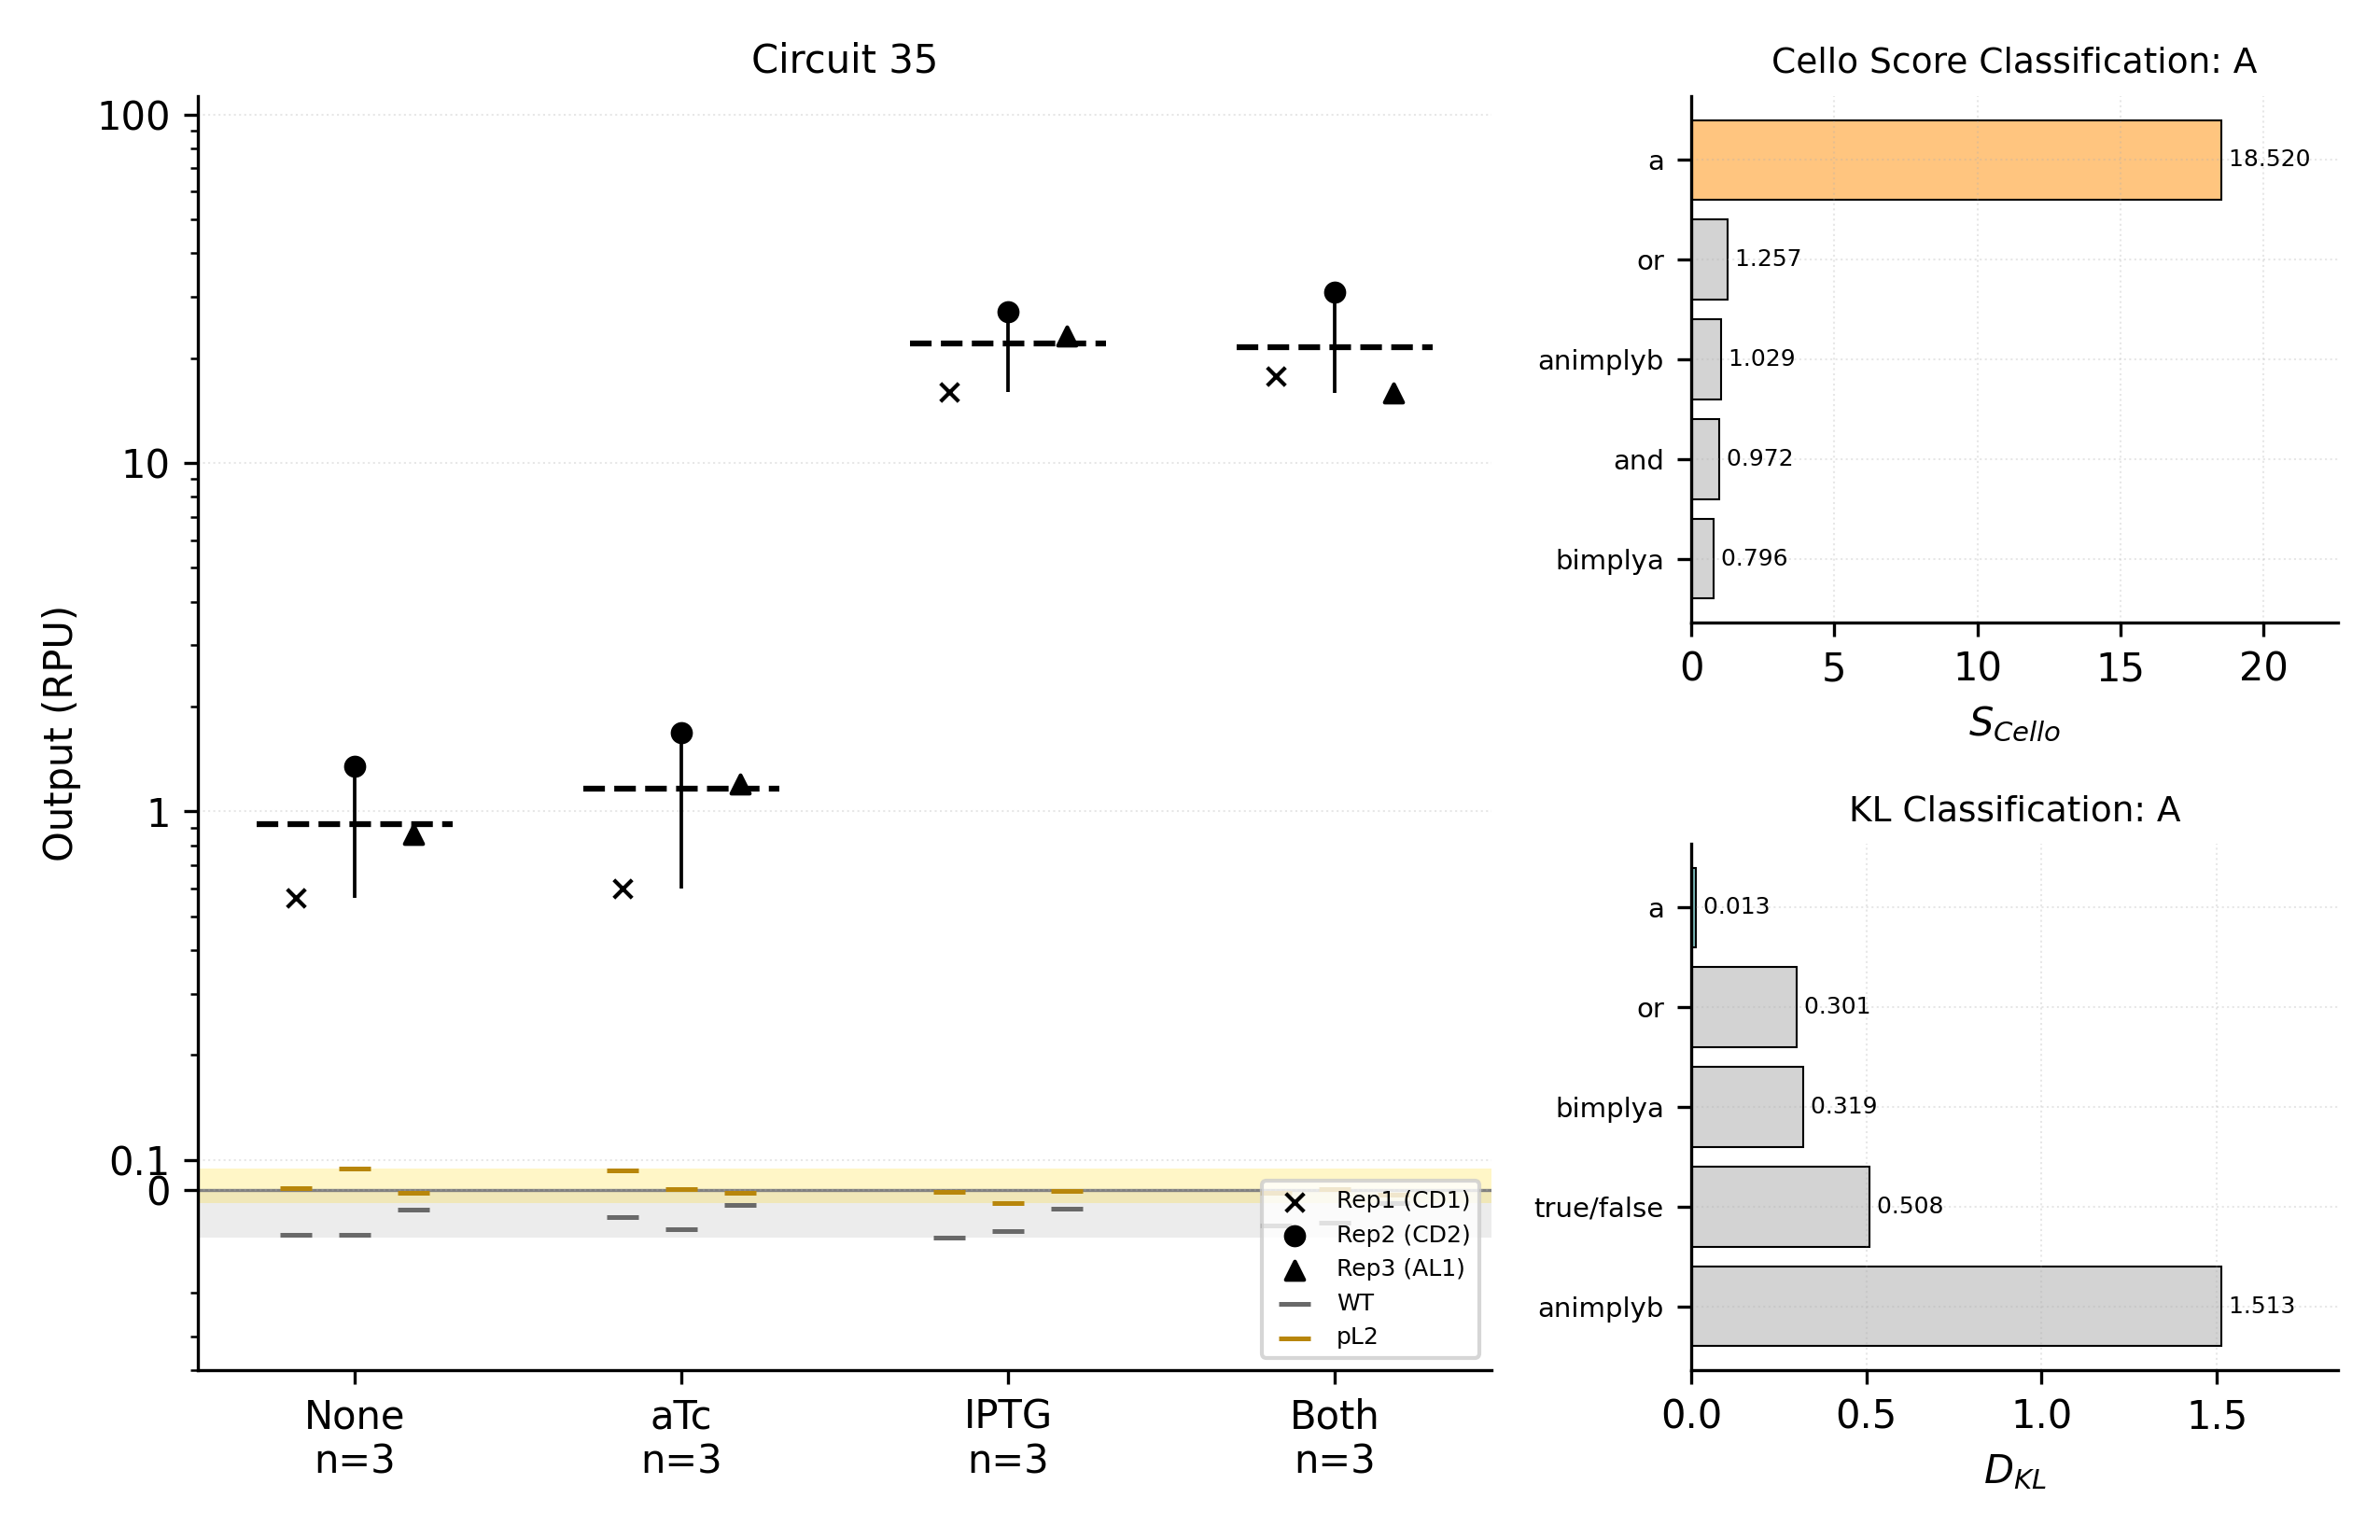 Circuit 35
Output (RPU)
100
10
1
0.1
0
None
n=3
aTc
n=3
IPTG
n=3
Both
n=3
Rep1 (CD1)
Rep2 (CD2)
Rep3 (AL1)
WT
pL2
Cello Score Classification: A
a
18.520
or
1.257
animplyb
1.029
and
0.972
bimplya
0.796
0 5 10 15 20
S_Cello
KL Classification: A
a
0.013
or
0.301
bimplya
0.319
true/false
0.508
animplyb
1.513
0.0 0.5 1.0 1.5
D_KL